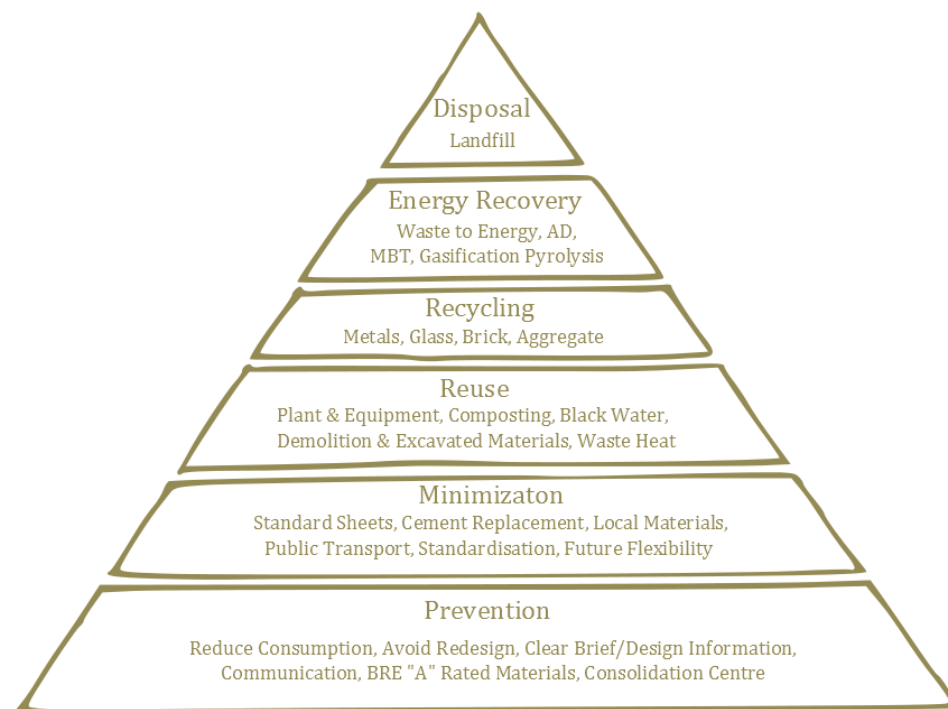 Disposal
Landfill
Energy Recovery
Waste to Energy, AD,
MBT, Gasification Pyrolysis
Recycling
Metals, Glass, Brick, Aggregate
Reuse
Plant & Equipment, Composting, Black Water,
Demolition & Excavated Materials, Waste Heat
Minimizaton
Standard Sheets, Cement Replacement, Local Materials,
Public Transport, Standardisation, Future Flexibility
Prevention
Reduce Consumption, Avoid Redesign, Clear Brief/Design Information,
Communication, BRE "A" Rated Materials, Consolidation Centre